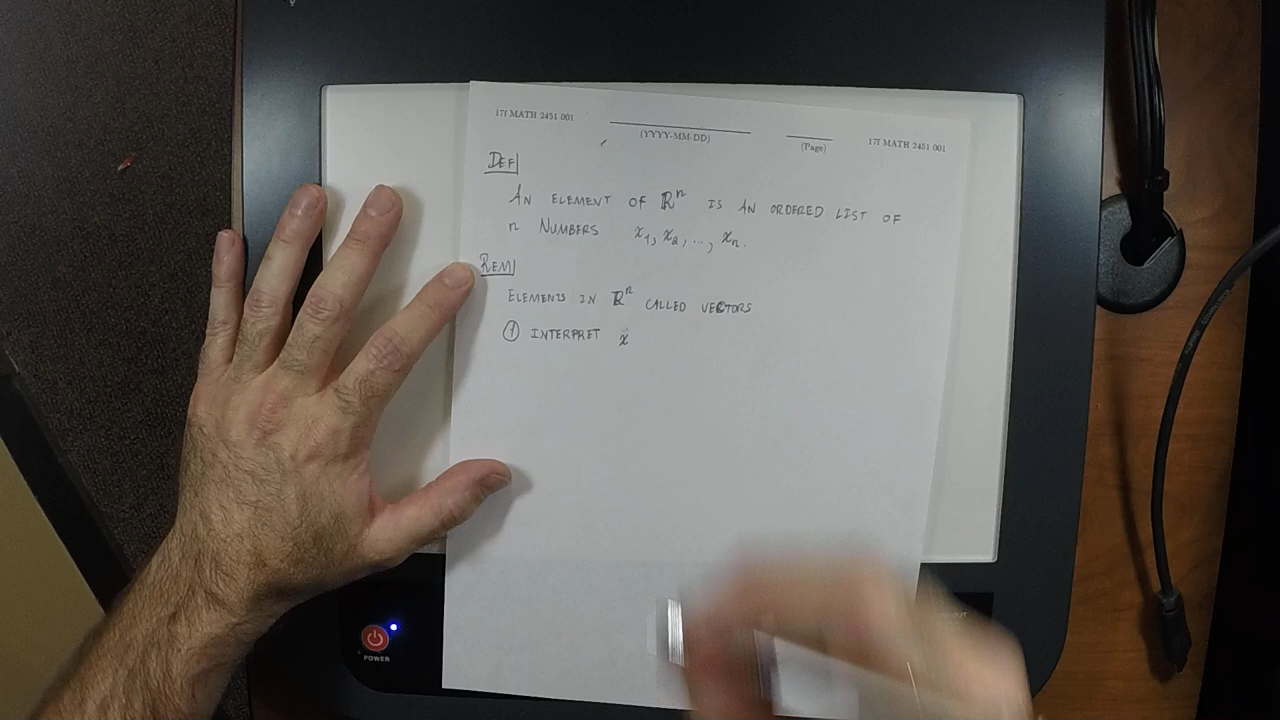 17f MATH 2451 001
(YYYY-MM-DD)
(Page)
17f MATH 2451 001
DEF
AN ELEMENT OF ℝⁿ IS AN ORDERED LIST OF
n NUMBERS x₁, x₂, ..., xₙ.
REM
ELEMENTS IN ℝⁿ CALLED VECTORS
① INTERPRET x
POWER